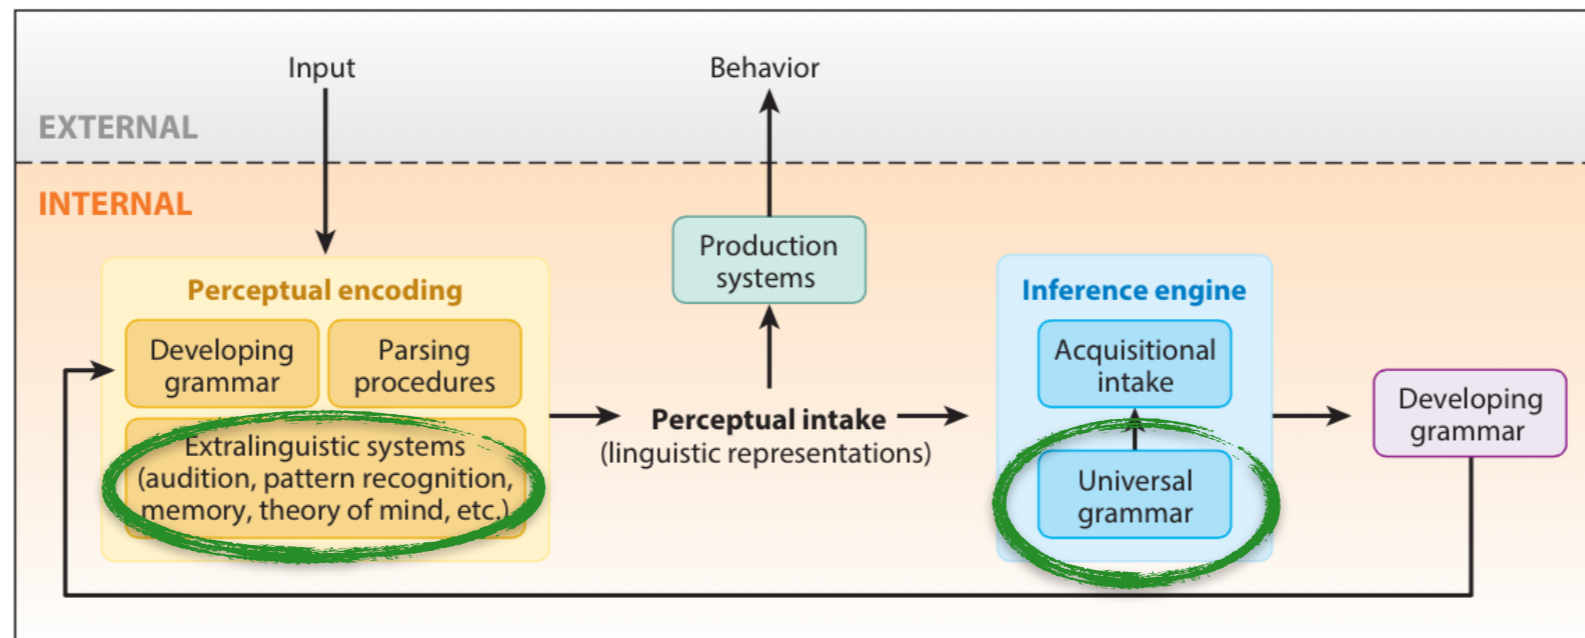 Input
Behavior
EXTERNAL
INTERNAL
Production
systems
Perceptual encoding
Developing
grammar
Parsing
procedures
Extralinguistic systems
(audition, pattern recognition,
memory, theory of mind, etc.)
Perceptual intake
(linguistic representations)
Inference engine
Acquisitional
intake
Universal
grammar
Developing
grammar